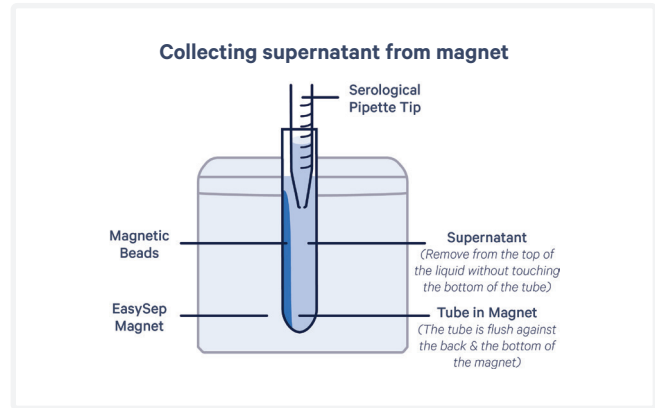 Collecting supernatant from magnet
Serological
Pipette Tip
Magnetic
Beads
Supernatant
(Remove from the top of
the liquid without touching
the bottom of the tube)
EasySep
Magnet
Tube in Magnet
(The tube is flush against
the back & the bottom of
the magnet)